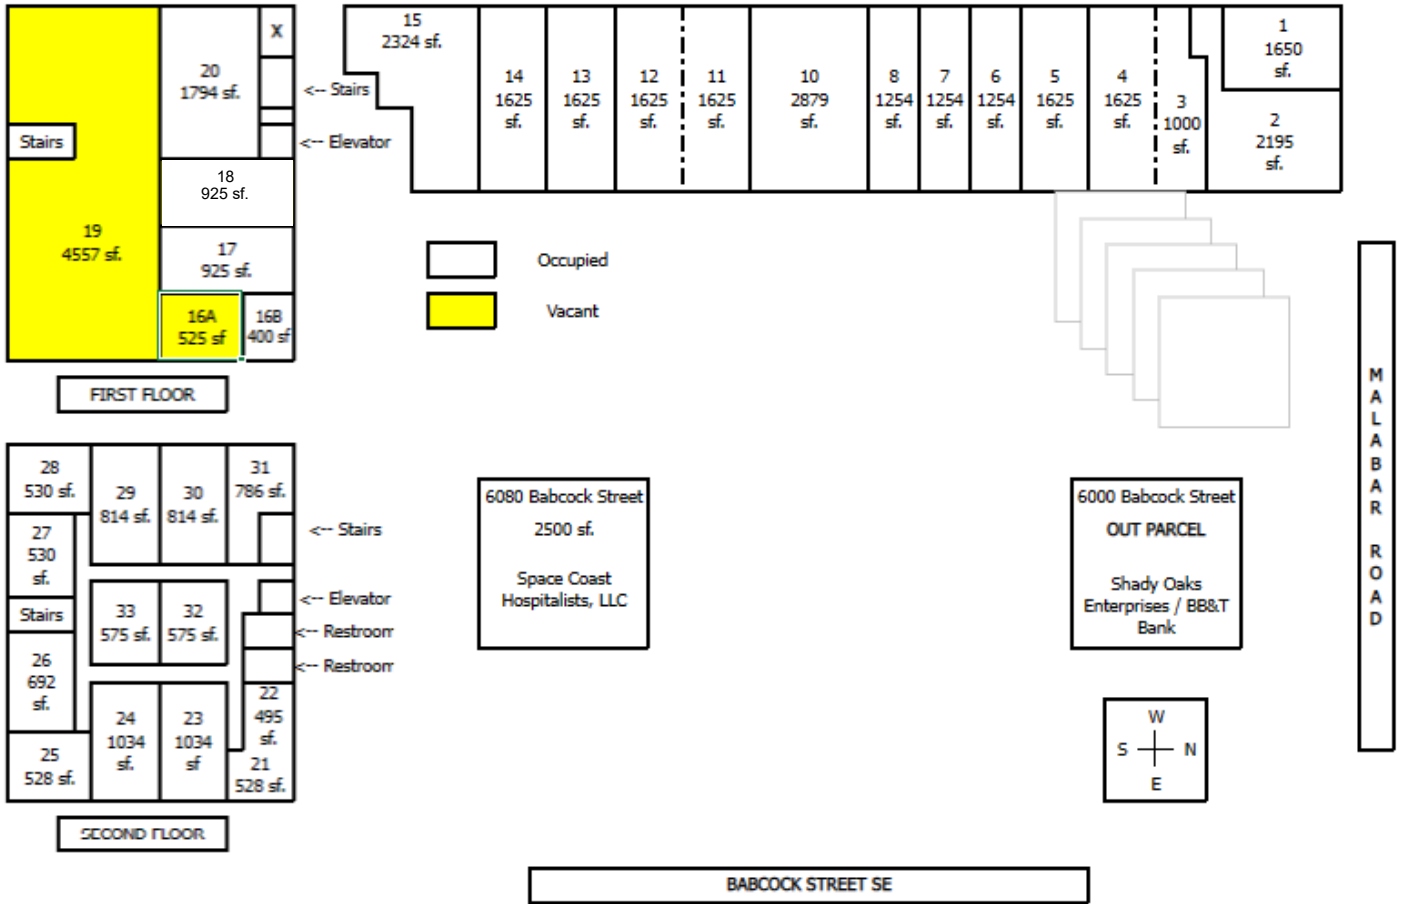 X
20
1794 sf.
<-- Stairs
Stairs
<-- Elevator
18
925 sf.
19
4557 sf.
17
925 sf.
16A
525 sf
16B
400 sf
FIRST FLOOR
15
2324 sf.
14
1625
sf.
13
1625
sf.
12
1625
sf.
11
1625
sf.
10
2879
sf.
8
1254
sf.
7
1254
sf.
6
1254
sf.
5
1625
sf.
4
1625
sf.
3
1000
sf.
1
1650
sf.
2
2195
sf.
Occupied
Vacant
M
A
L
A
B
A
R
R
O
A
D
28
530 sf.
29
814 sf.
30
814 sf.
31
786 sf.
27
530
sf.
<-- Stairs
Stairs
<-- Elevator
33
575 sf.
32
575 sf.
<-- Restroom
<-- Restroom
26
692
sf.
22
495
sf.
24
1034
sf.
23
1034
sf
25
528 sf.
21
528 sf.
SECOND FLOOR
6080 Babcock Street
2500 sf.
Space Coast
Hospitalists, LLC
6000 Babcock Street
OUT PARCEL
Shady Oaks
Enterprises / BB&T
Bank
W
S
N
E
BABCOCK STREET SE